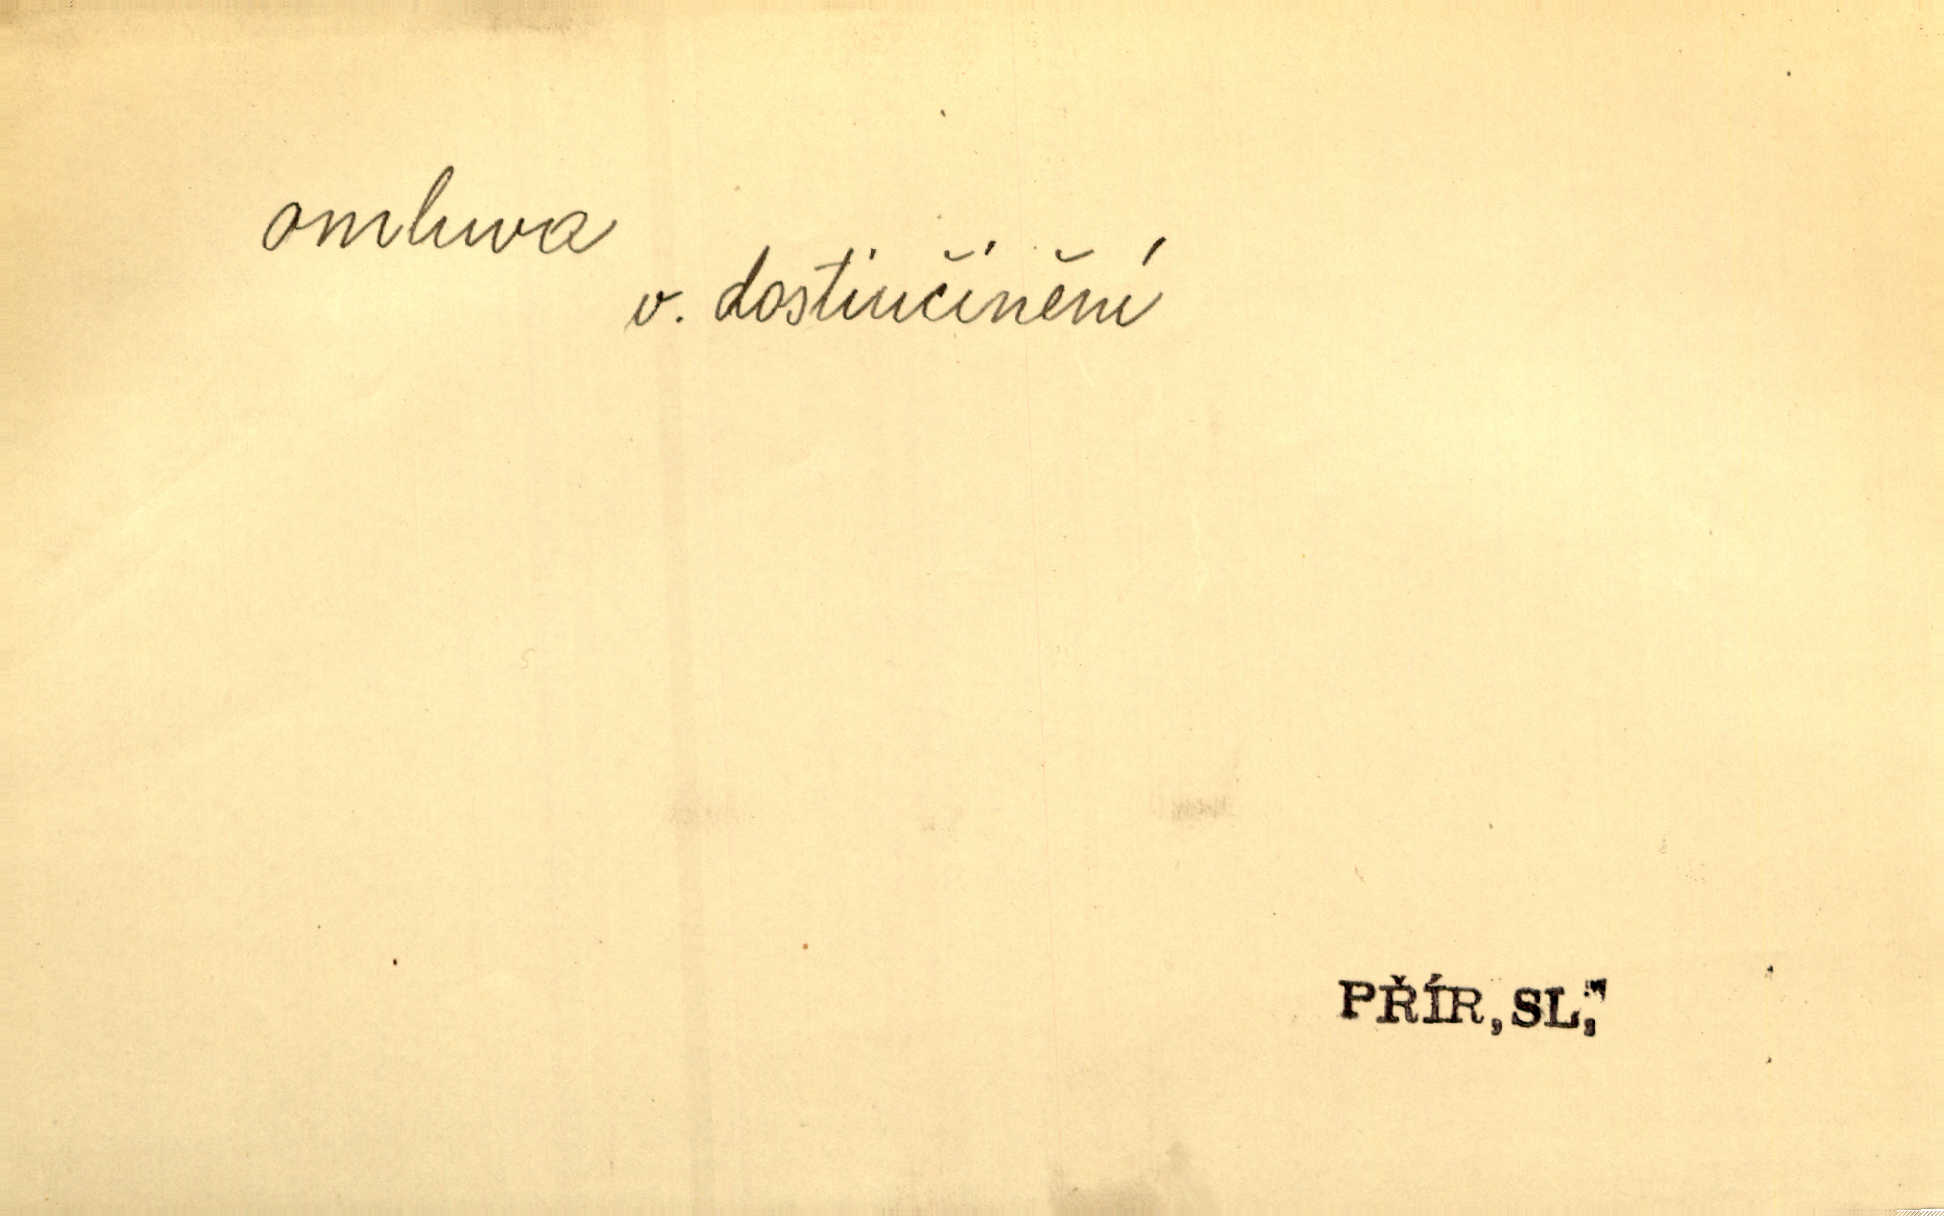 omluva
v. dostiučinění
PŘÍR, SL,"